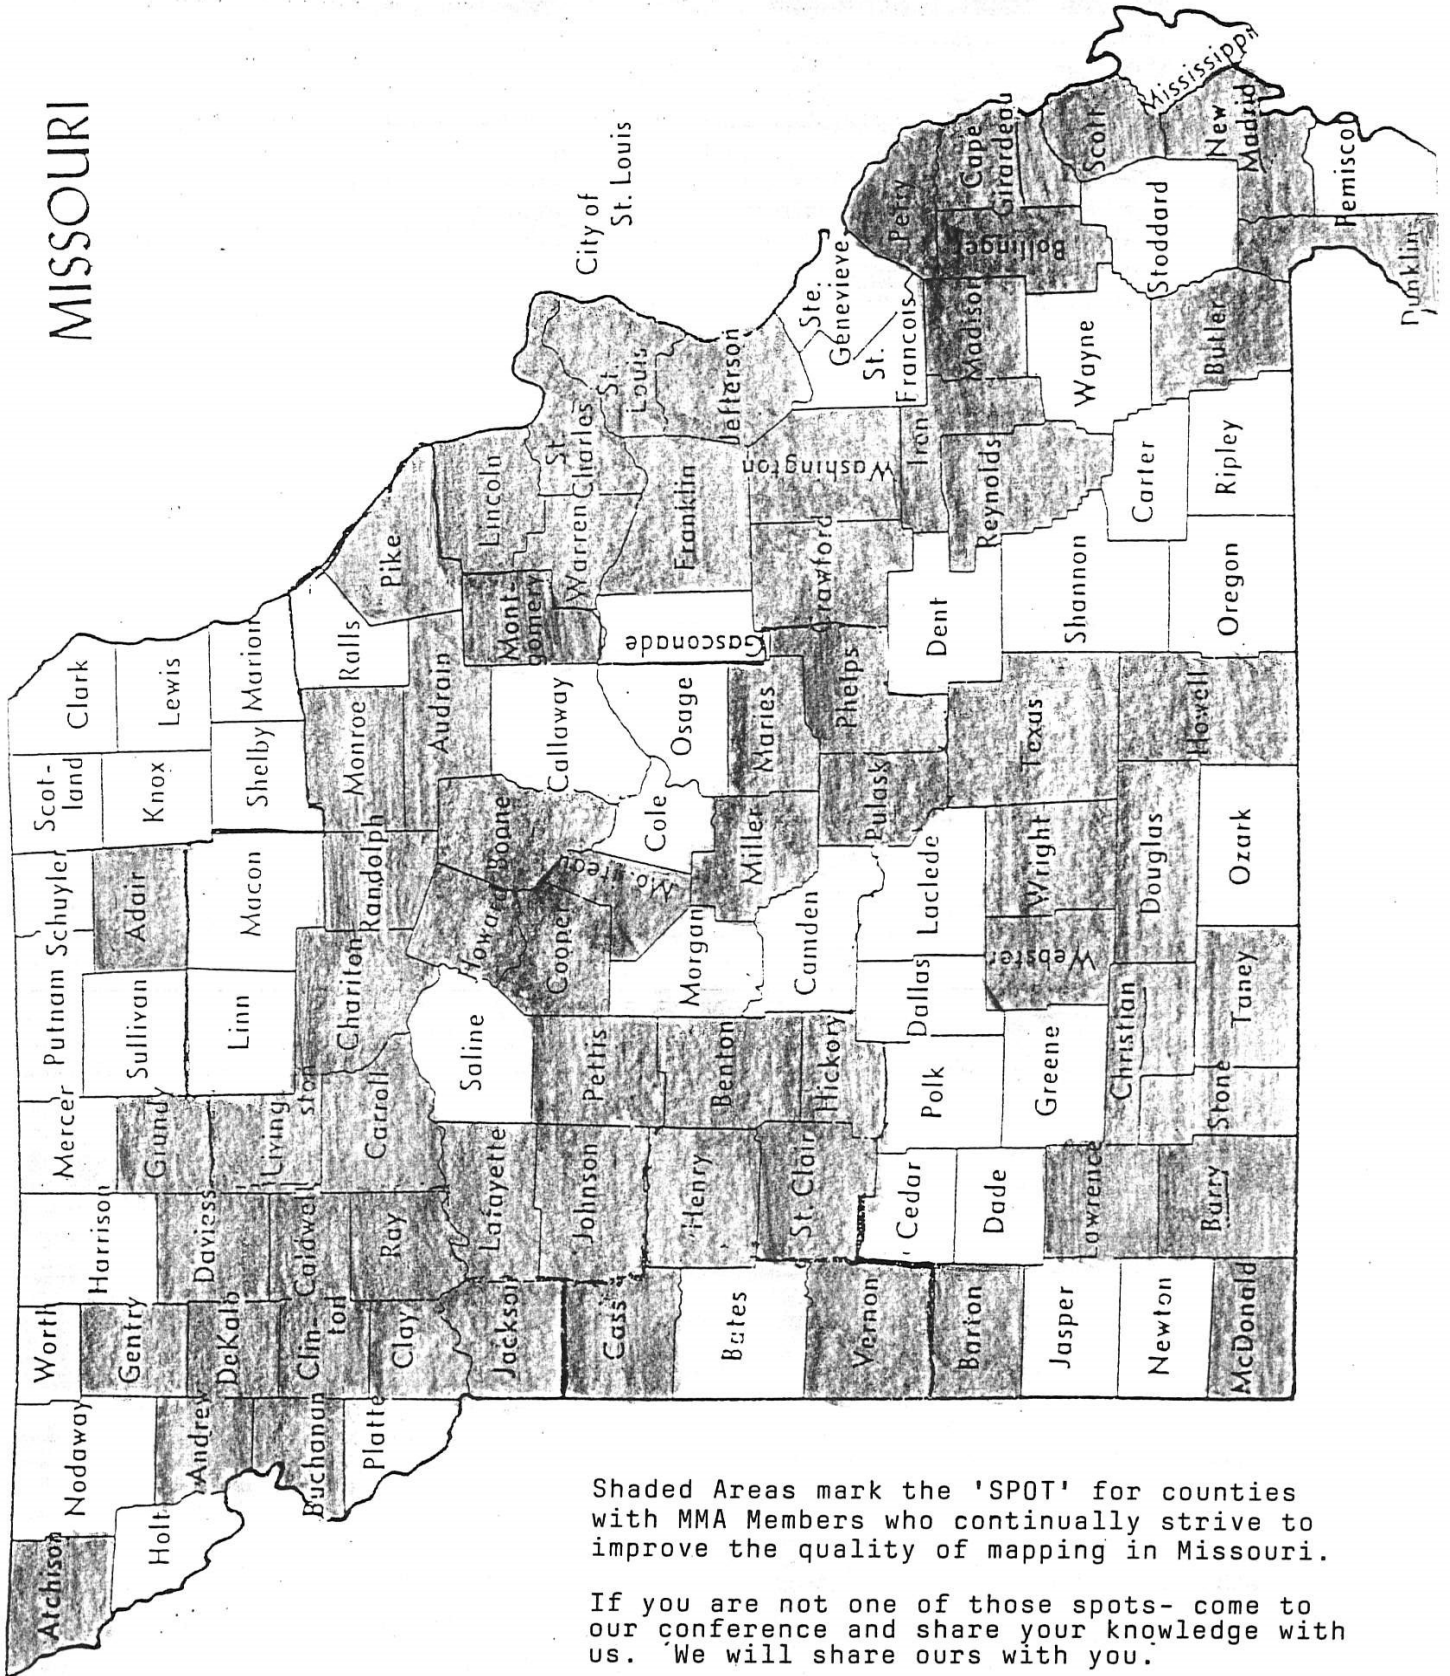 MISSOURI
Atchison
Nodaway
Worth
Harrison
Mercer
Putnam
Schuyler
Scot-
land
Clark
Holt
Andrew
Gentry
DeKalb
Daviess
Grundy
Sullivan
Adair
Knox
Lewis
Buchanan
Clin-
ton
Caldwell
Living
ston
Linn
Macon
Shelby
Marion
Platte
Clay
Ray
Carroll
Chariton
Randolph
Monroe
Ralls
Pike
Jackson
Lafayette
Saline
Howard
Boone
Audrain
Mont-
gomery
Lincoln
Cass
Johnson
Pettis
Cooper
Mo. iteau
Cole
Callaway
Osage
Gasconade
Warren
St.
Charles
St.
Louis
City of
St. Louis
Bates
Henry
Benton
Morgan
Miller
Maries
Franklin
Jefferson
Vernon
St. Clair
Hickory
Camden
Pulaski
Phelps
Crawford
Washington
Ste.
Genevieve
St.
Francois
Perry
Barton
Cedar
Polk
Dallas
Laclede
Dent
Iron
Madison
Bollinger
Cape
Girardeau
Jasper
Dade
Greene
Webster
Wright
Texas
Shannon
Reynolds
Wayne
Stoddard
Scott
Mississippi
Newton
Lawrence
Christian
Douglas
Howell
Carter
Butler
New
Madrid
McDonald
Barry
Stone
Taney
Ozark
Oregon
Ripley
Dunklin
Pemiscot
Shaded Areas mark the 'SPOT' for counties
with MMA Members who continually strive to
improve the quality of mapping in Missouri.
If you are not one of those spots- come to
our conference and share your knowledge with
us. We will share ours with you.